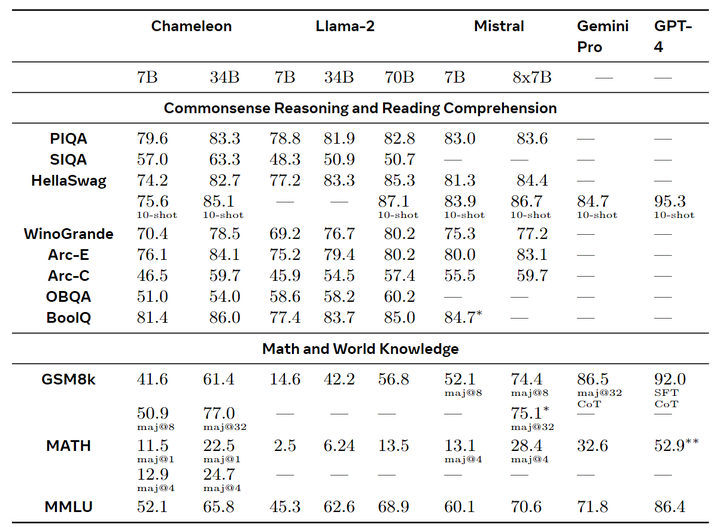 Chameleon Llama-2 Mistral Gemini Pro GPT-4
7B 34B 7B 34B 70B 7B 8x7B — —
Commonsense Reasoning and Reading Comprehension
PIQA 79.6 83.3 78.8 81.9 82.8 83.0 83.6 — —
SIQA 57.0 63.3 48.3 50.9 50.7 — — — —
HellaSwag 74.2 82.7 77.2 83.3 85.3 81.3 84.4 — —
75.6 85.1 — — 87.1 83.9 86.7 84.7 95.3
10-shot 10-shot 10-shot 10-shot 10-shot 10-shot 10-shot
WinoGrande 70.4 78.5 69.2 76.7 80.2 75.3 77.2 — —
Arc-E 76.1 84.1 75.2 79.4 80.2 80.0 83.1 — —
Arc-C 46.5 59.7 45.9 54.5 57.4 55.5 59.7 — —
OBQA 51.0 54.0 58.6 58.2 60.2 — — — —
BoolQ 81.4 86.0 77.4 83.7 85.0 84.7* — — —
Math and World Knowledge
GSM8k 41.6 61.4 14.6 42.2 56.8 52.1 74.4 86.5 92.0
maj@8 maj@8 maj@32 SFT
CoT CoT
50.9 77.0 — — — — 75.1* — —
maj@8 maj@32 maj@32
MATH 11.5 22.5 2.5 6.24 13.5 13.1 28.4 32.6 52.9**
maj@1 maj@1 maj@4 maj@4
12.9 24.7 — — — — — — —
maj@4 maj@4
MMLU 52.1 65.8 45.3 62.6 68.9 60.1 70.6 71.8 86.4